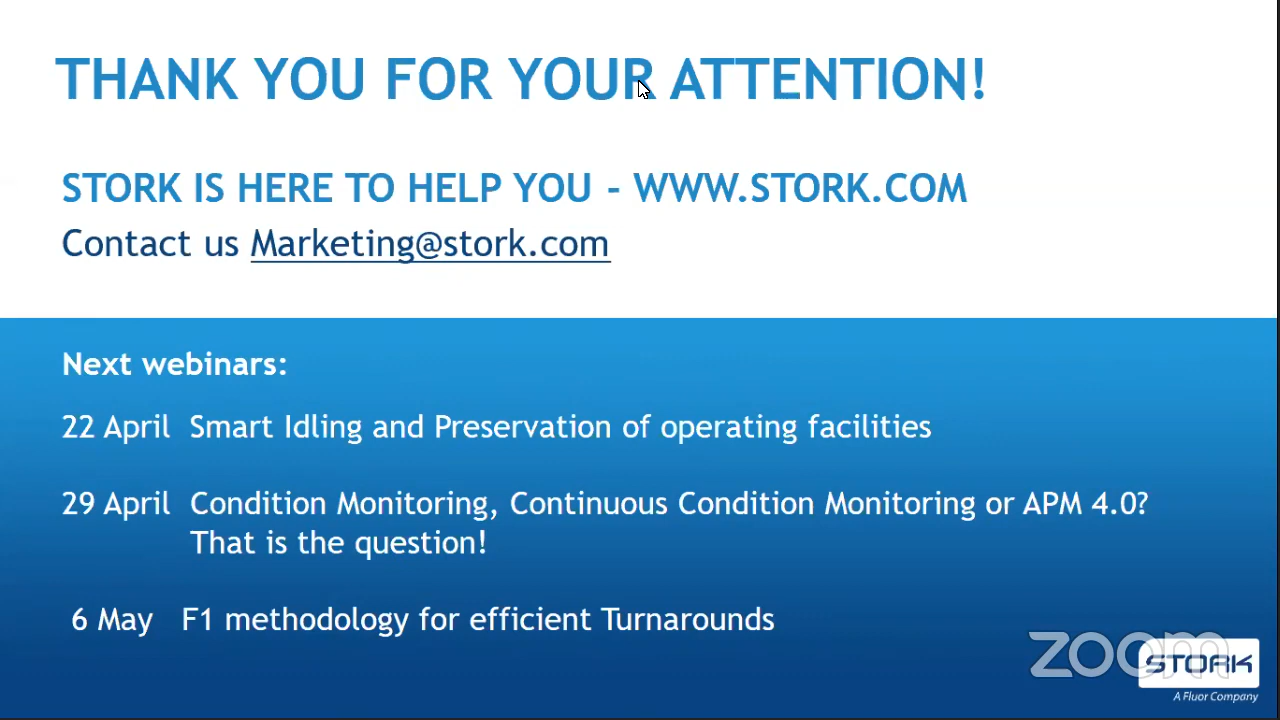 THANK YOU FOR YOUR ATTENTION!
STORK IS HERE TO HELP YOU - WWW.STORK.COM
Contact us Marketing@stork.com
Next webinars:
22 April Smart Idling and Preservation of operating facilities
29 April Condition Monitoring, Continuous Condition Monitoring or APM 4.0?
That is the question!
6 May F1 methodology for efficient Turnarounds
zoom
STORK
A Fluor Company